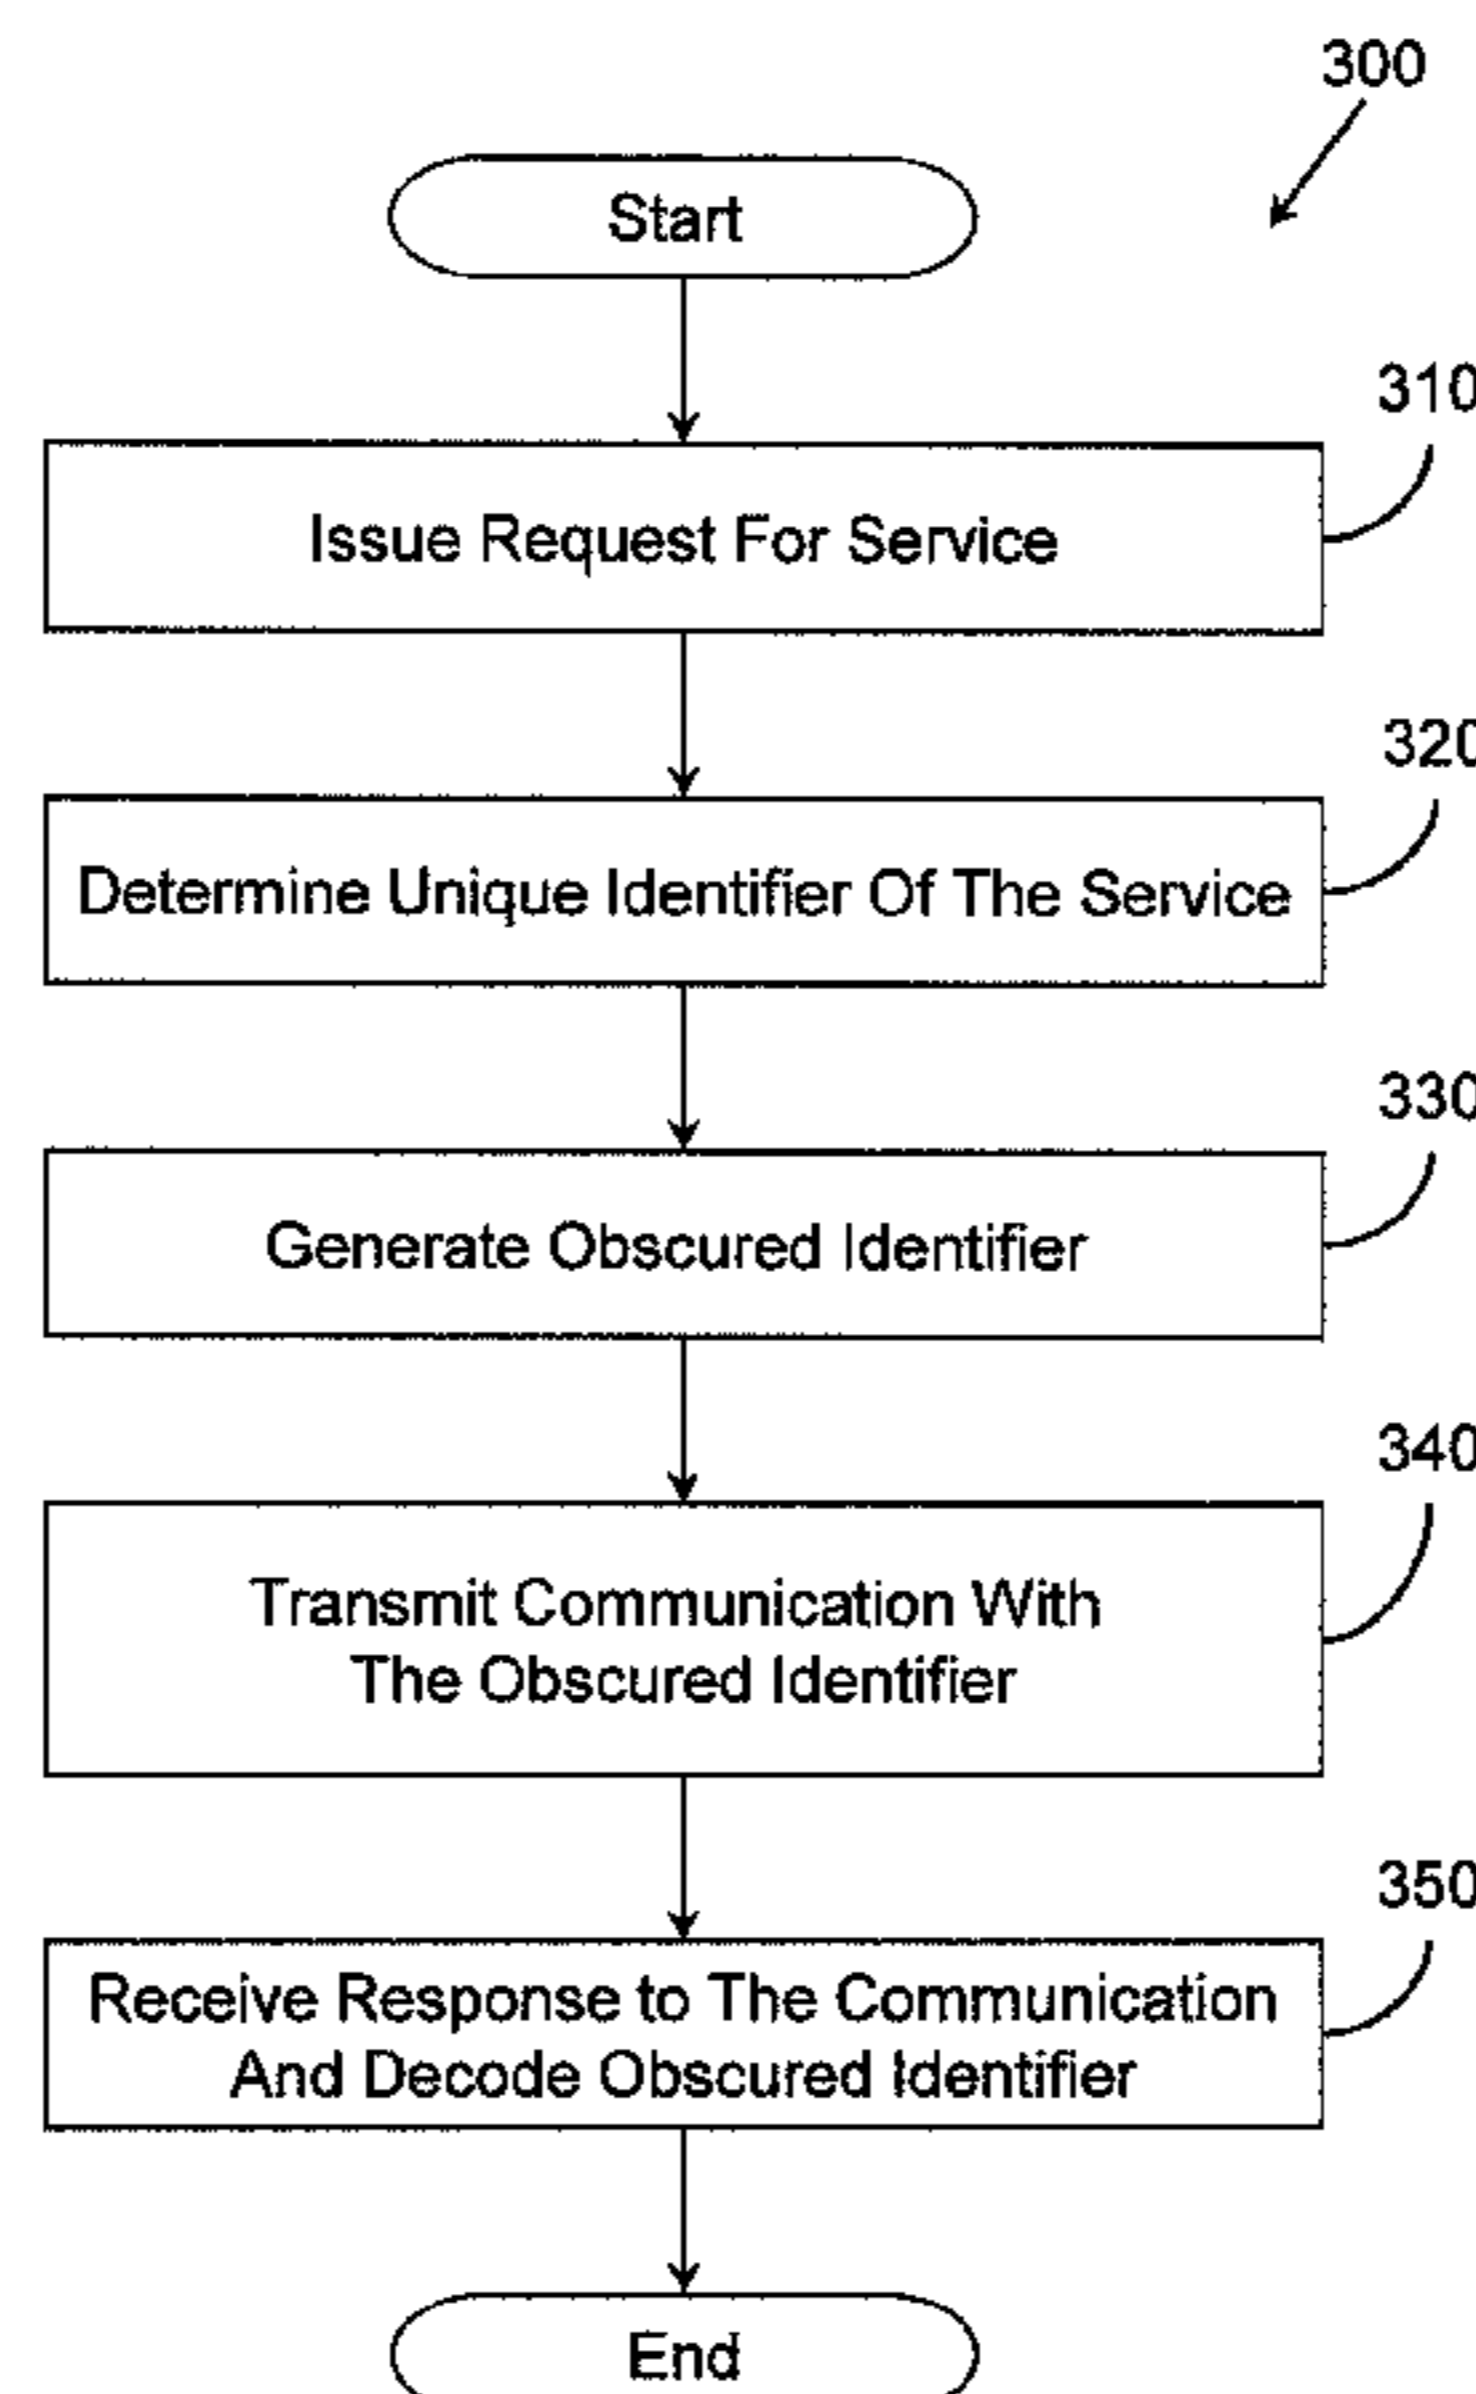 300
Start
310
Issue Request For Service
320
Determine Unique Identifier Of The Service
330
Generate Obscured Identifier
340
Transmit Communication With
The Obscured Identifier
350
Receive Response to The Communication
And Decode Obscured Identifier
End